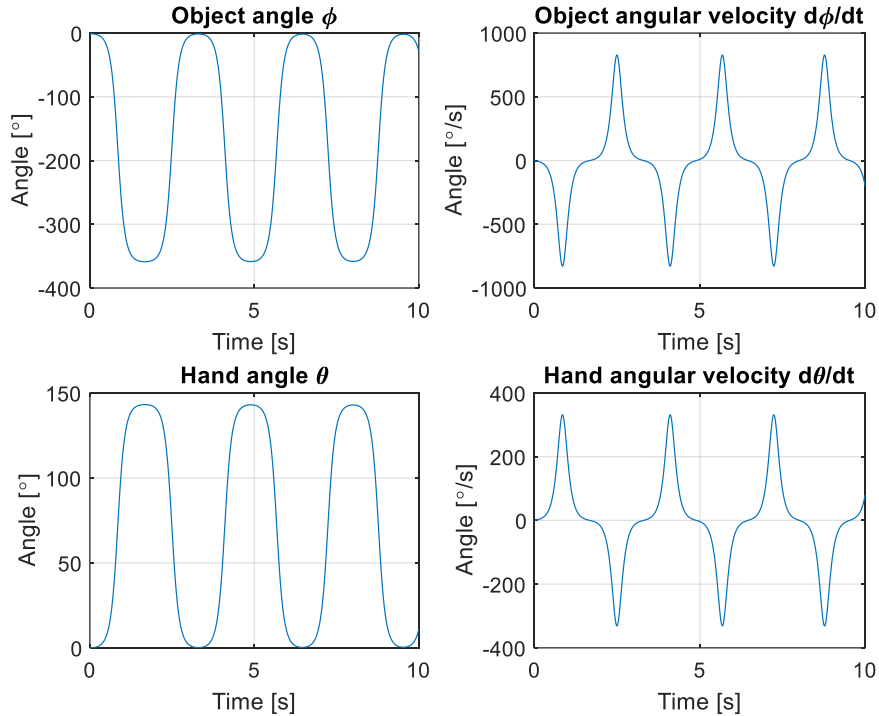 Object angle ϕ
0
-100
-200
-300
-400
Angle [°]
0
5
10
Time [s]
Object angular velocity dϕ/dt
1000
500
0
-500
-1000
Angle [°/s]
0
5
10
Time [s]
Hand angle θ
150
100
50
0
Angle [°]
0
5
10
Time [s]
Hand angular velocity dθ/dt
400
200
0
-200
-400
Angle [°/s]
0
5
10
Time [s]